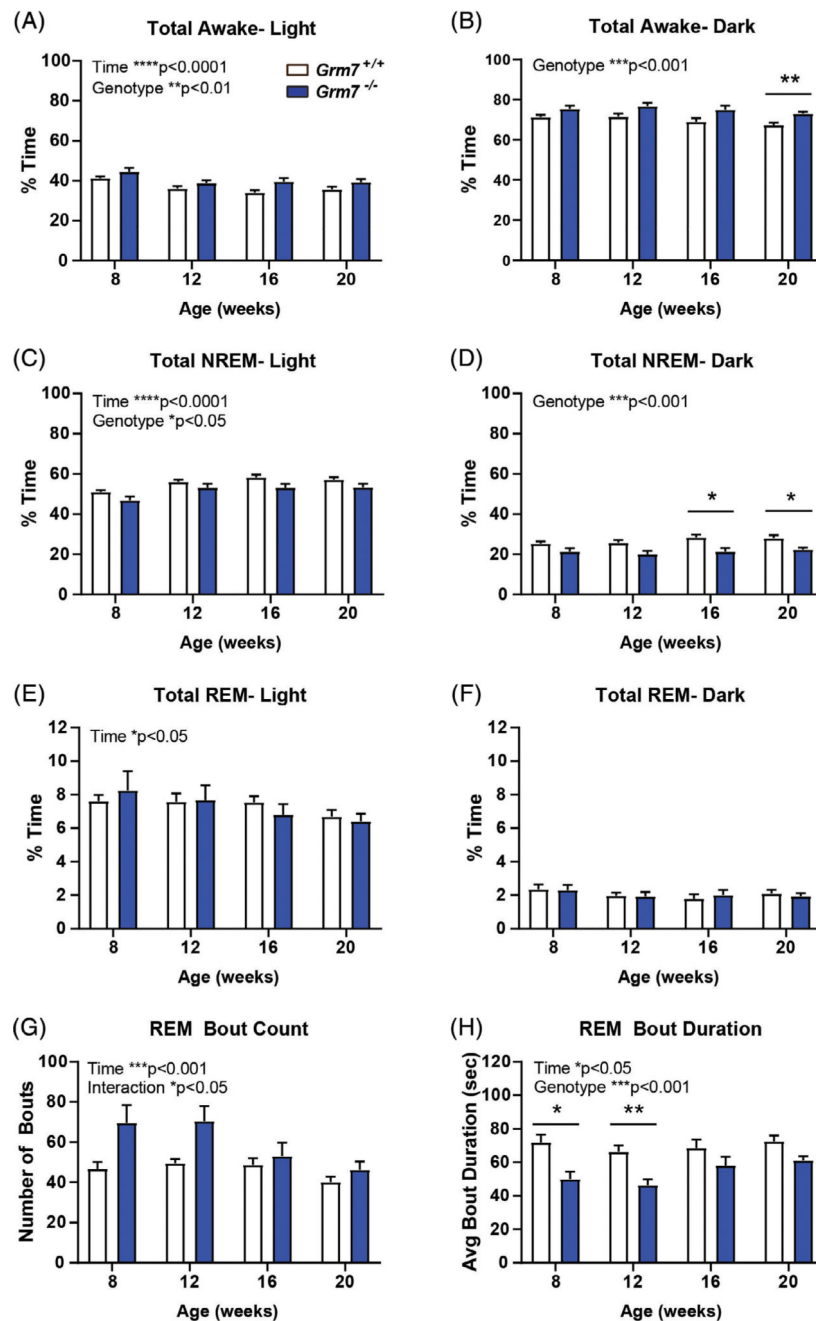 (A)
Total Awake- Light
Time ****p<0.0001
Genotype **p<0.01
Grm7 +/+
Grm7 -/-
% Time
100
80
60
40
20
0
8 12 16 20
Age (weeks)
(B)
Total Awake- Dark
Genotype ***p<0.001
**
% Time
100
80
60
40
20
0
8 12 16 20
Age (weeks)
(C)
Total NREM- Light
Time ****p<0.0001
Genotype *p<0.05
% Time
100
80
60
40
20
0
8 12 16 20
Age (weeks)
(D)
Total NREM- Dark
Genotype ***p<0.001
* *
% Time
100
80
60
40
20
0
8 12 16 20
Age (weeks)
(E)
Total REM- Light
Time *p<0.05
% Time
12
10
8
6
4
2
0
8 12 16 20
Age (weeks)
(F)
Total REM- Dark
% Time
12
10
8
6
4
2
0
8 12 16 20
Age (weeks)
(G)
REM Bout Count
Time ***p<0.001
Interaction *p<0.05
Number of Bouts
100
80
60
40
20
0
8 12 16 20
Age (weeks)
(H)
REM Bout Duration
Time *p<0.05
Genotype ***p<0.001
* **
Avg Bout Duration (sec)
120
100
80
60
40
20
0
8 12 16 20
Age (weeks)